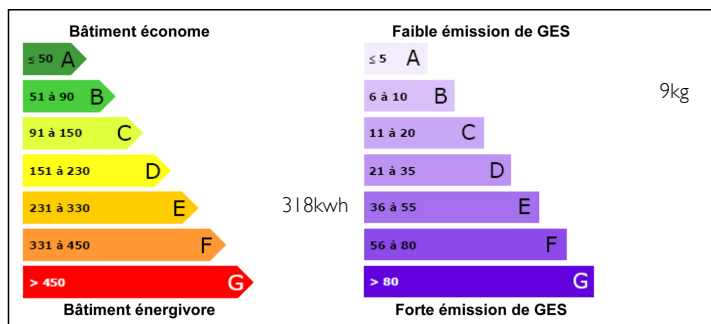 Bâtiment économe
≤ 50 A
51 à 90 B
91 à 150 C
151 à 230 D
231 à 330 E
318kwh
331 à 450 F
> 450 G
Bâtiment énergivore
Faible émission de GES
≤ 5 A
6 à 10 B
9kg
11 à 20 C
21 à 35 D
36 à 55 E
56 à 80 F
> 80 G
Forte émission de GES